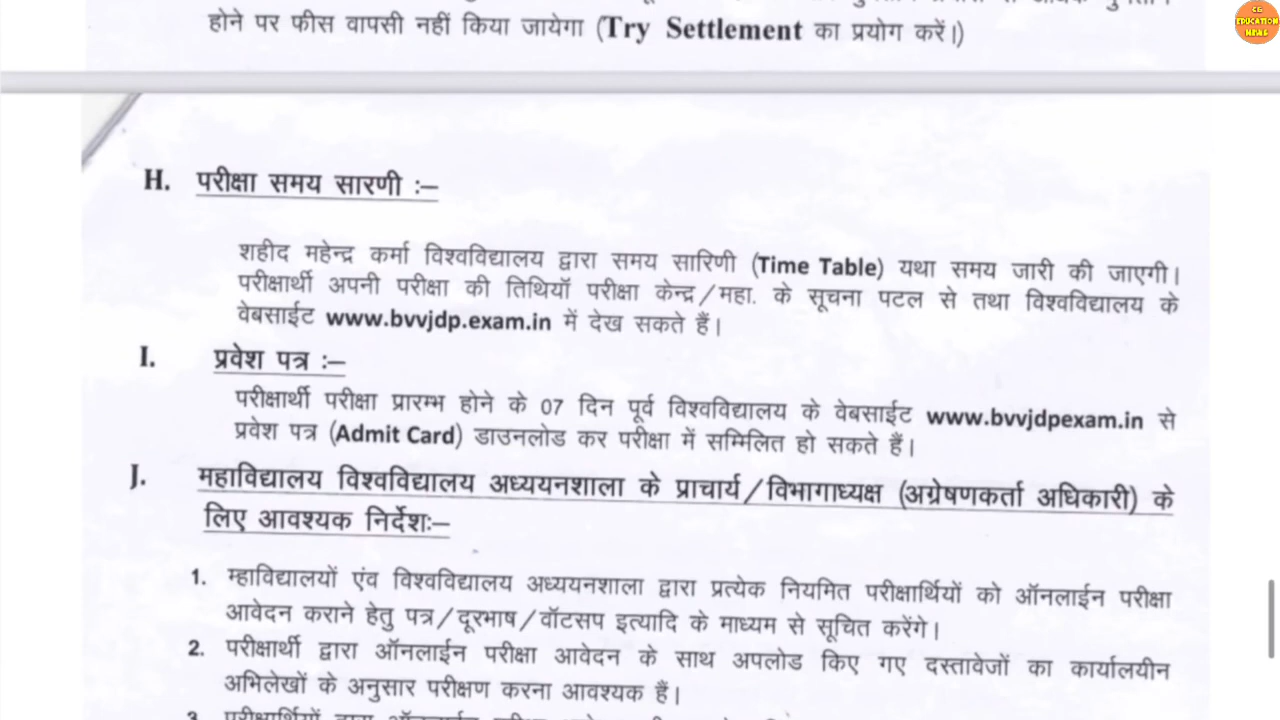 होने पर फीस वापसी नहीं किया जायेगा (Try Settlement का प्रयोग करें।)
CG
EDUCATION
NEWS
H. परीक्षा समय सारणी :–
शहीद महेन्द्र कर्मा विश्वविद्यालय द्वारा समय सारिणी (Time Table) यथा समय जारी की जाएगी।
परीक्षार्थी अपनी परीक्षा की तिथियॉ परीक्षा केन्द्र/महा. के सूचना पटल से तथा विश्वविद्यालय के
वेबसाईट www.bvvjdp.exam.in में देख सकते हैं।
I. प्रवेश पत्र :–
परीक्षार्थी परीक्षा प्रारम्भ होने के 07 दिन पूर्व विश्वविद्यालय के वेबसाईट www.bvvjdpexam.in से
प्रवेश पत्र (Admit Card) डाउनलोड कर परीक्षा में सम्मिलित हो सकते हैं।
J. महाविद्यालय विश्वविद्यालय अध्ययनशाला के प्राचार्य/विभागाध्यक्ष (अग्रेषणकर्ता अधिकारी) के
लिए आवश्यक निर्देशः–
1. म्हाविद्यालयों एंव विश्वविद्यालय अध्ययनशाला द्वारा प्रत्येक नियमित परीक्षार्थियों को ऑनलाईन परीक्षा
आवेदन कराने हेतु पत्र/दूरभाष/वॉटसप इत्यादि के माध्यम से सूचित करेंगे।
2. परीक्षार्थी द्वारा ऑनलाईन परीक्षा आवेदन के साथ अपलोड किए गए दस्तावेजों का कार्यालयीन
अभिलेखों के अनुसार परीक्षण करना आवश्यक हैं।